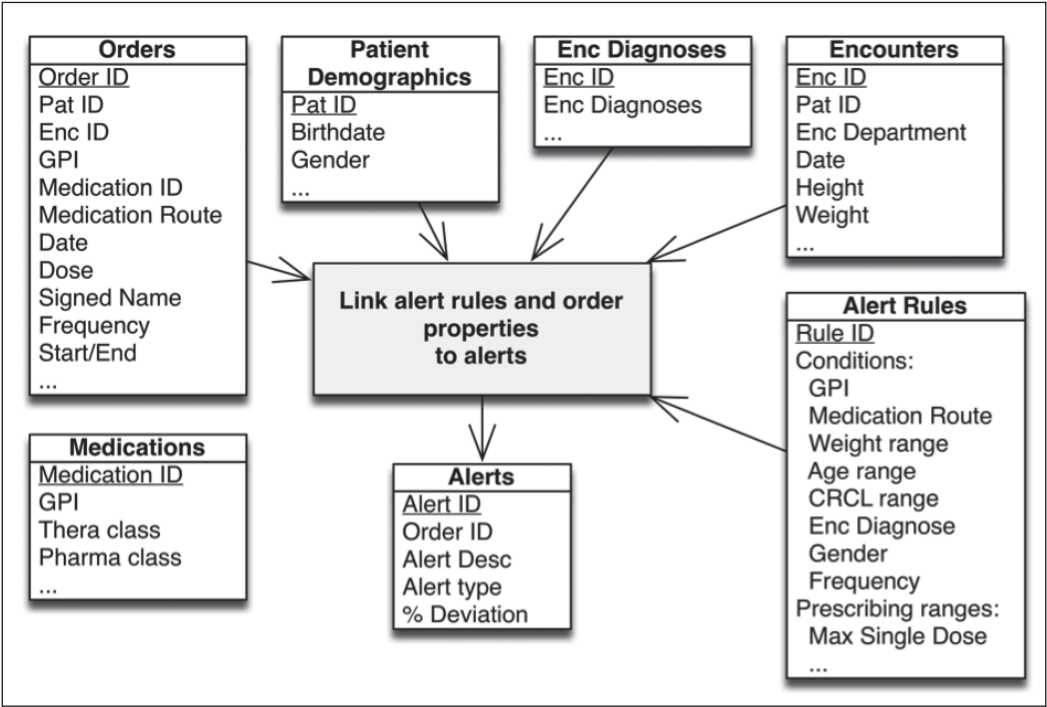 Orders
Order ID
Pat ID
Enc ID
GPI
Medication ID
Medication Route
Date
Dose
Signed Name
Frequency
Start/End
...
Patient
Demographics
Pat ID
Birthdate
Gender
...
Enc Diagnoses
Enc ID
Enc Diagnoses
...
Encounters
Enc ID
Pat ID
Enc Department
Date
Height
Weight
...
Link alert rules and order
properties
to alerts
Alert Rules
Rule ID
Conditions:
GPI
Medication Route
Weight range
Age range
CRCL range
Enc Diagnose
Gender
Frequency
Prescribing ranges:
Max Single Dose
...
Medications
Medication ID
GPI
Thera class
Pharma class
...
Alerts
Alert ID
Order ID
Alert Desc
Alert type
% Deviation